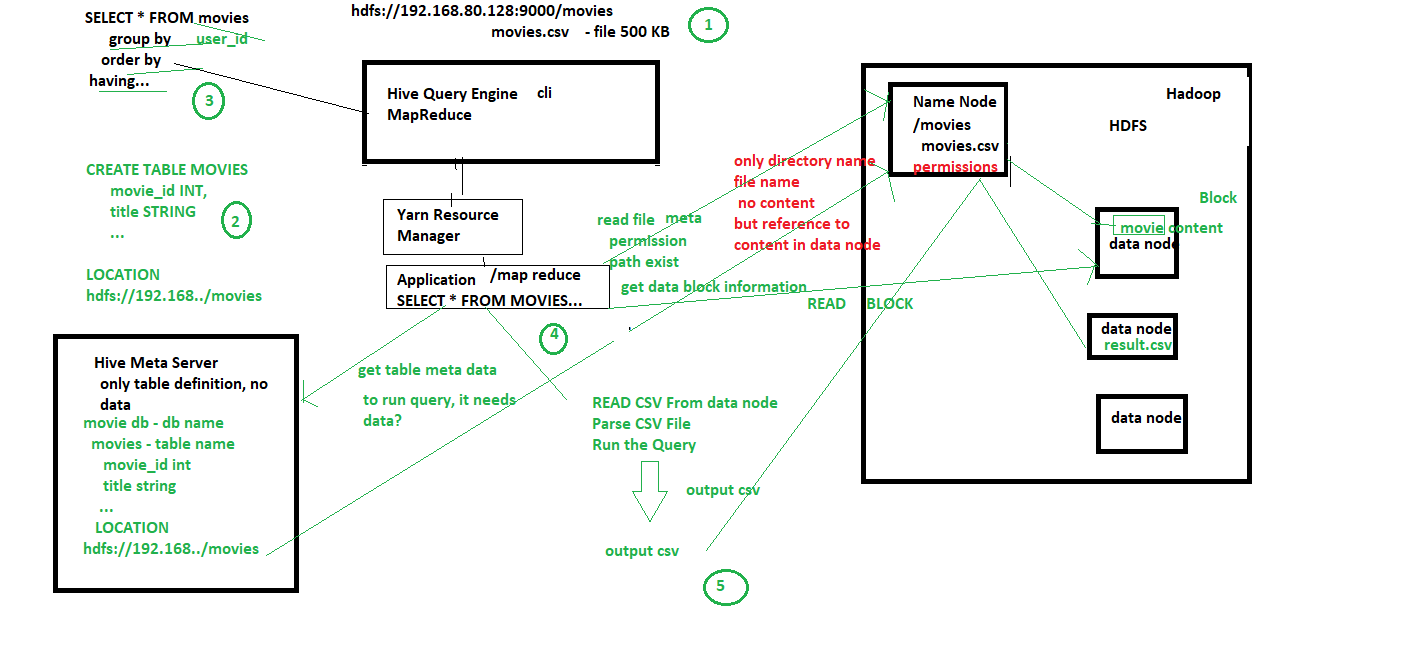 SELECT * FROM movies
group by user_id
order by
having...
3
hdfs://192.168.80.128:9000/movies
movies.csv - file 500 KB
1
Hive Query Engine cli
MapReduce
CREATE TABLE MOVIES
movie_id INT,
title STRING
...
2
LOCATION
hdfs://192.168../movies
Yarn Resource
Manager
Application /map reduce
SELECT * FROM MOVIES...
4
read file meta
permission
path exist
get data block information
READ BLOCK
only directory name
file name
no content
but reference to
content in data node
Name Node
/movies
movies.csv
permissions
Hadoop
HDFS
Block
movie content
data node
data node
result.csv
data node
Hive Meta Server
only table definition, no
data
movie db - db name
movies - table name
movie_id int
title string
...
LOCATION
hdfs://192.168../movies
get table meta data
to run query, it needs
data?
READ CSV From data node
Parse CSV File
Run the Query
output csv
output csv
5